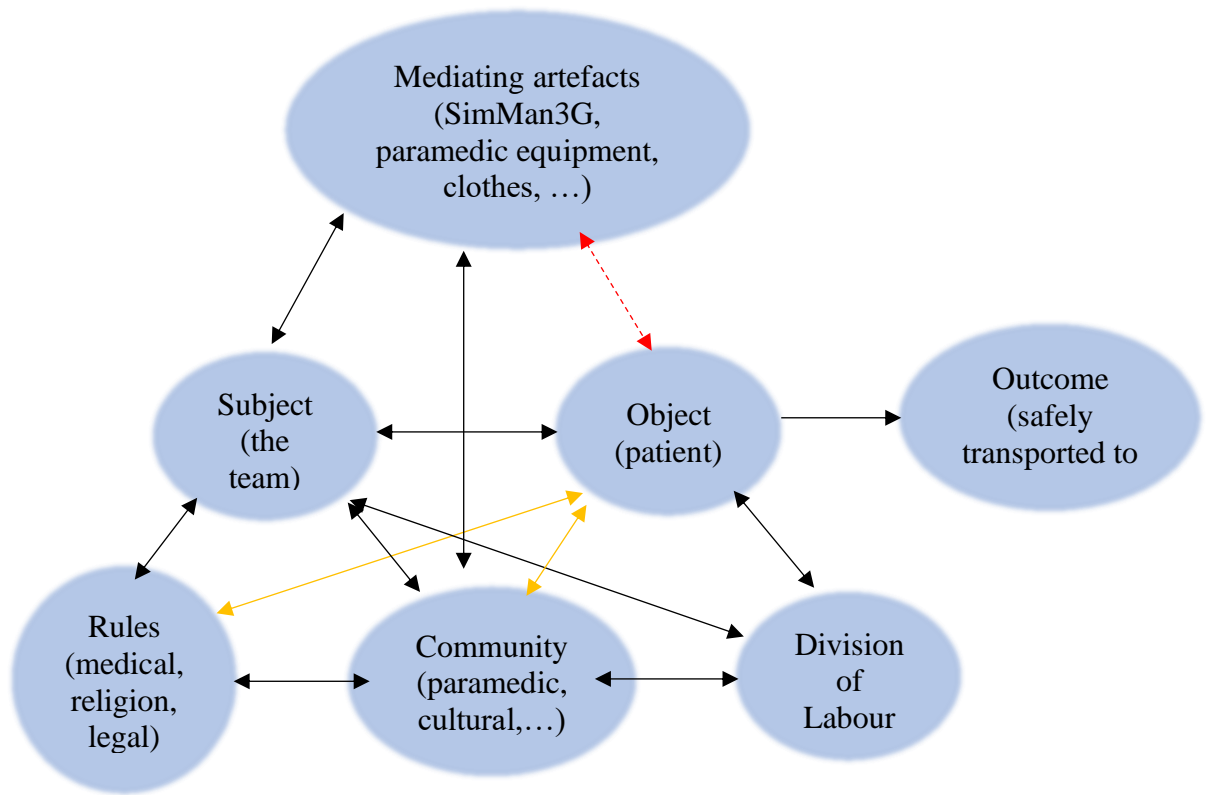 Mediating artefacts
(SimMan3G,
paramedic equipment,
clothes, …)
Subject
(the
team)
Object
(patient)
Outcome
(safely
transported to
Rules
(medical,
religion,
legal)
Community
(paramedic,
cultural,…)
Division
of
Labour